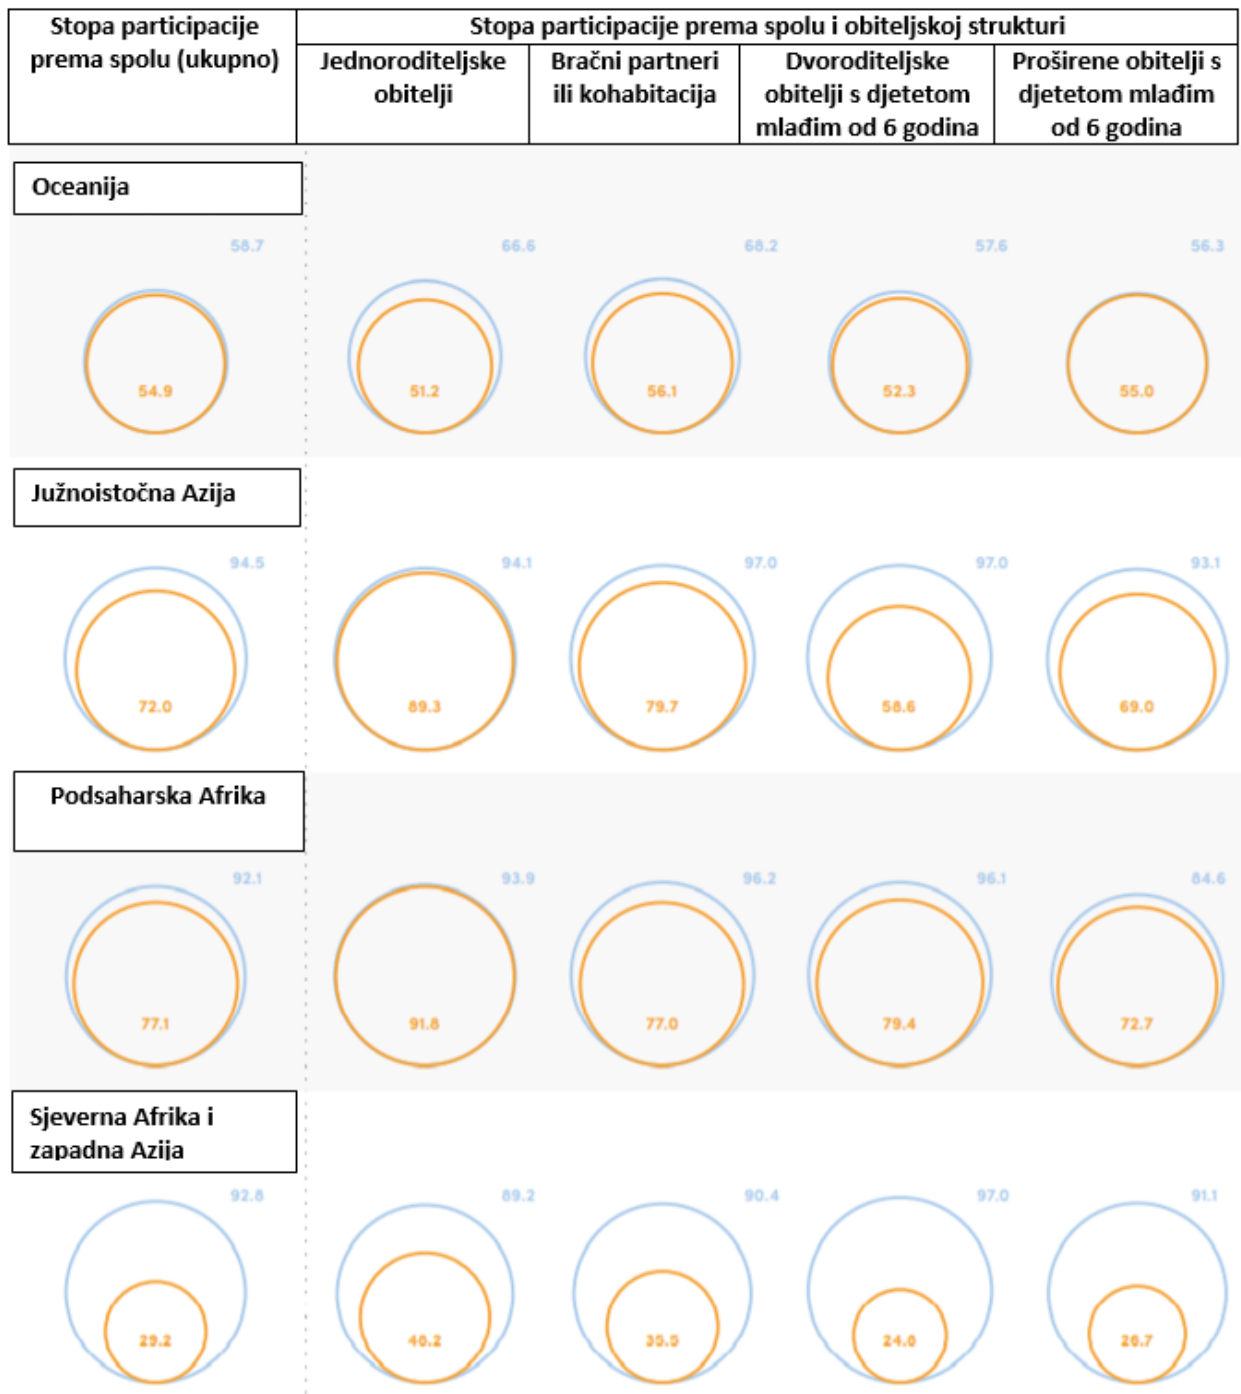 Stopa participacije
prema spolu (ukupno)
Stopa participacije prema spolu i obiteljskoj strukturi
Jednoroditeljske
obitelji
Bračni partneri
ili kohabitacija
Dvoroditeljske
obitelji s djetetom
mlađim od 6 godina
Proširene obitelji s
djetetom mlađim
od 6 godina
Oceanija
58.7 66.6 68.2 57.6 56.3
54.9 51.2 56.1 52.3 55.0
Južnoistočna Azija
94.5 94.1 97.0 97.0 93.1
72.0 89.3 79.7 58.6 69.0
Podsaharska Afrika
92.1 93.9 96.2 96.1 84.6
77.1 91.8 77.0 79.4 72.7
Sjeverna Afrika i
zapadna Azija
92.8 89.2 90.4 97.0 91.1
29.2 35.5 26.7